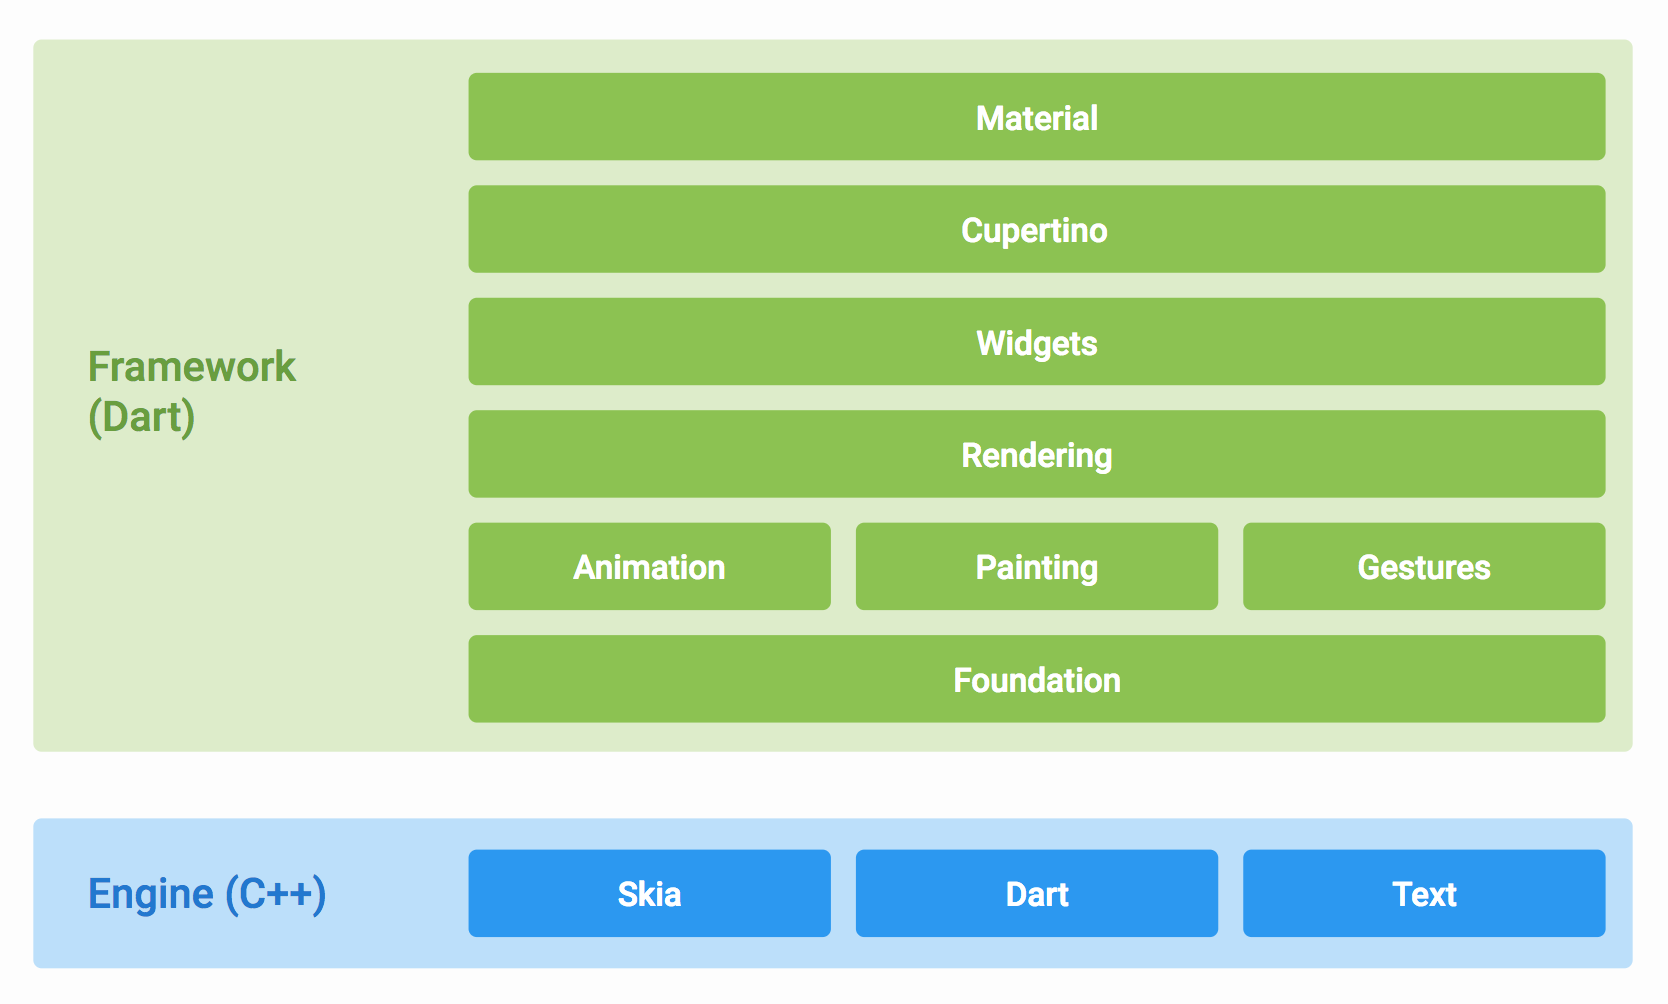 Material
Cupertino
Widgets
Framework
(Dart)
Rendering
Animation Painting Gestures
Foundation
Engine (C++) Skia Dart Text